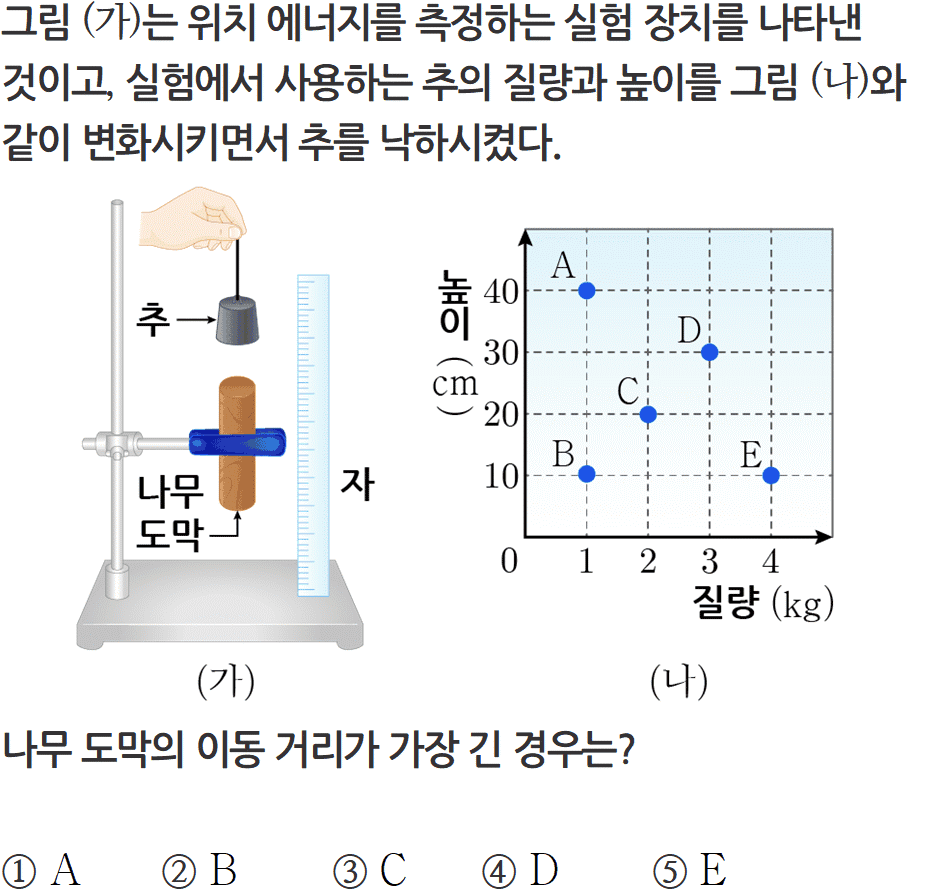 그림 (가)는 위치 에너지를 측정하는 실험 장치를 나타낸
것이고, 실험에서 사용하는 추의 질량과 높이를 그림 (나)와
같이 변화시키면서 추를 낙하시켰다.
추
나무
도막
자
(가)
높이 (cm)
40
30
20
10
0
1 2 3 4
질량 (kg)
A
D
C
B
E
(나)
나무 도막의 이동 거리가 가장 긴 경우는?
① A ② B ③ C ④ D ⑤ E